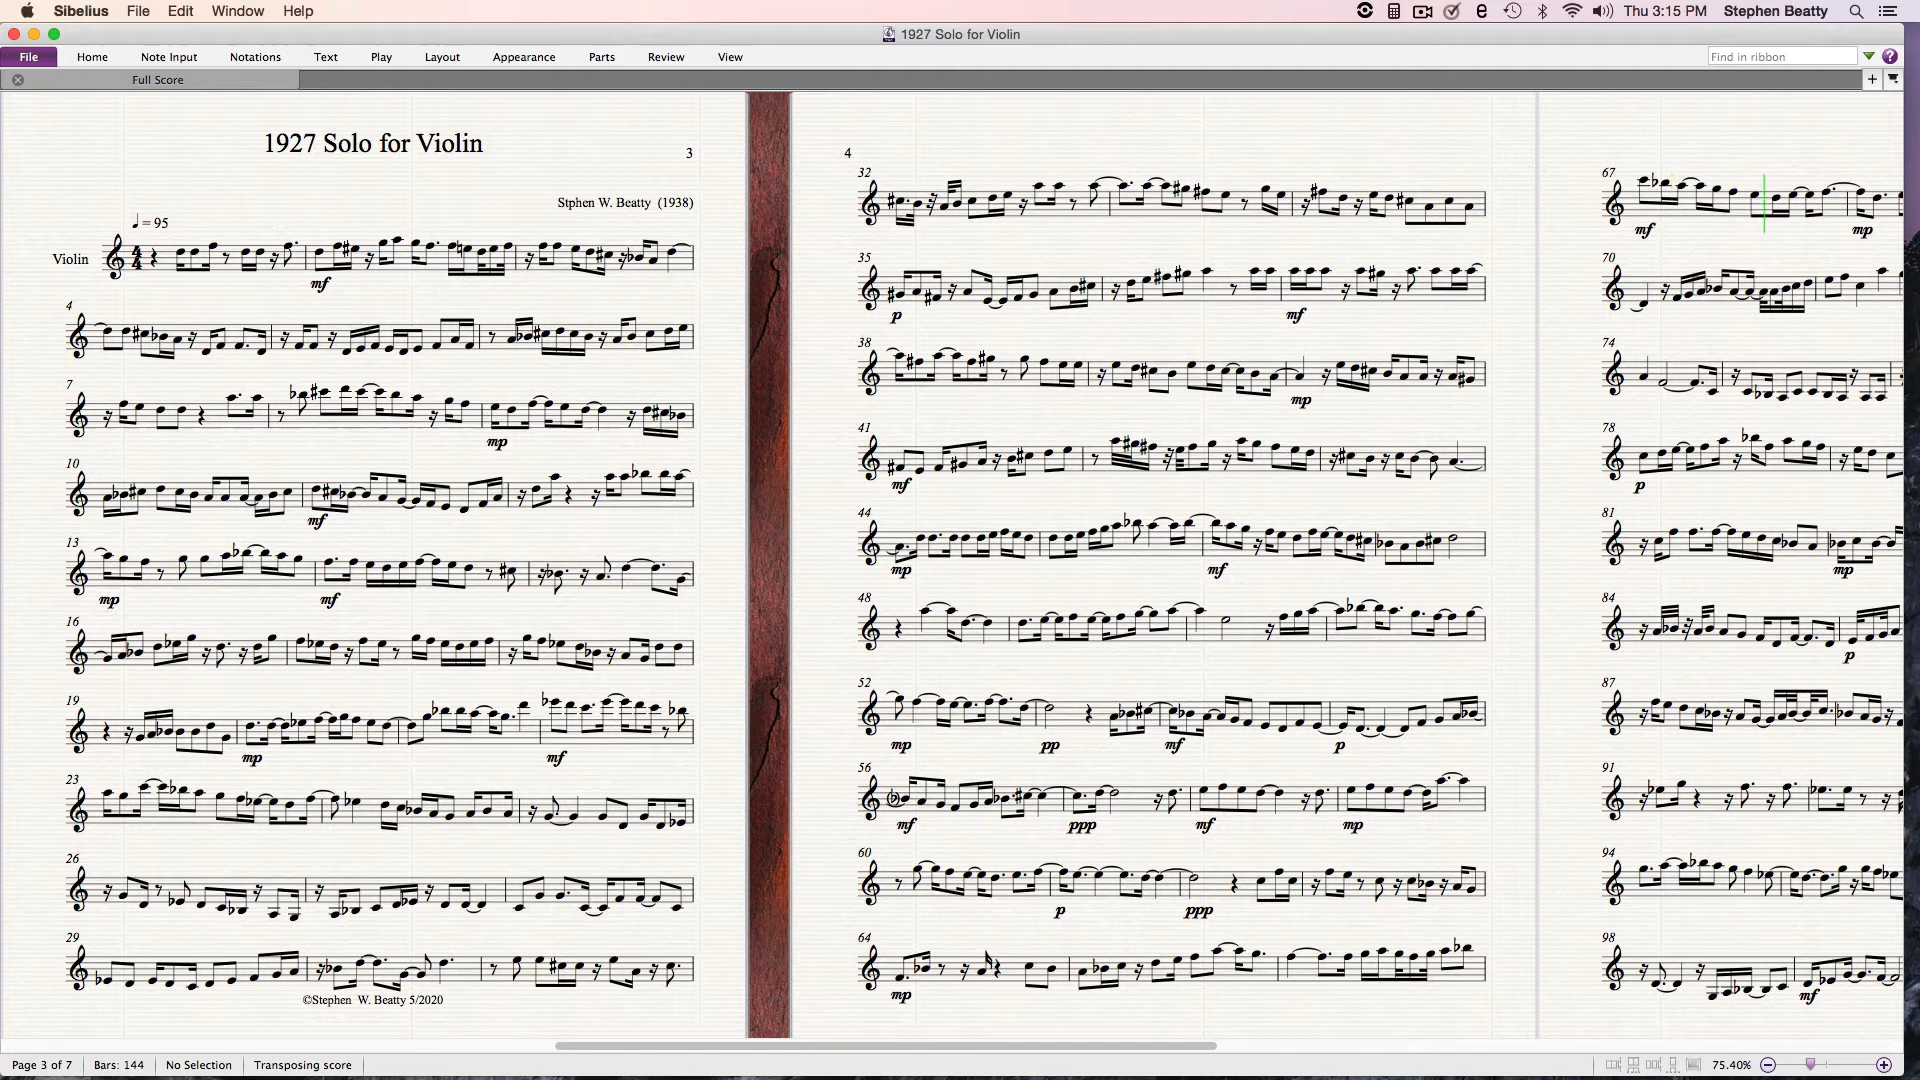 Sibelius File Edit Window Help Thu 3:15 PM Stephen Beatty
1927 Solo for Violin
File Home Note Input Notations Text Play Layout Appearance Parts Review View Find in ribbon
Full Score
1927 Solo for Violin
3
Stphen W. Beatty (1938)
= 95
Violin
mf
4
7
mp
10
mf
13
mp mf
16
19
mp mf
23
26
29
©Stephen W. Beatty 5/2020
4
32
35
p mf
38
mp
41
mf
44
mp mf
48
52
mp pp mf p
56
mf ppp mf mp
60
p ppp
64
mp
67
mf mp
70
74
78
p
81
mp
84
p
87
91
94
98
mf
Page 3 of 7 Bars: 144 No Selection Transposing score 75.40%